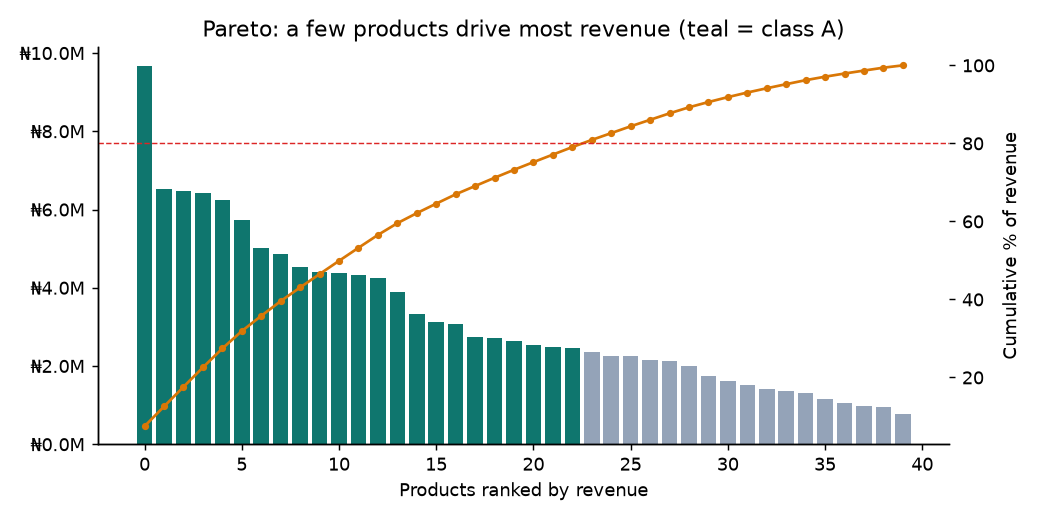 Pareto: a few products drive most revenue (teal = class A)
₦10.0M
₦8.0M
₦6.0M
₦4.0M
₦2.0M
₦0.0M
100
80
60
40
20
Cumulative % of revenue
0 5 10 15 20 25 30 35 40
Products ranked by revenue